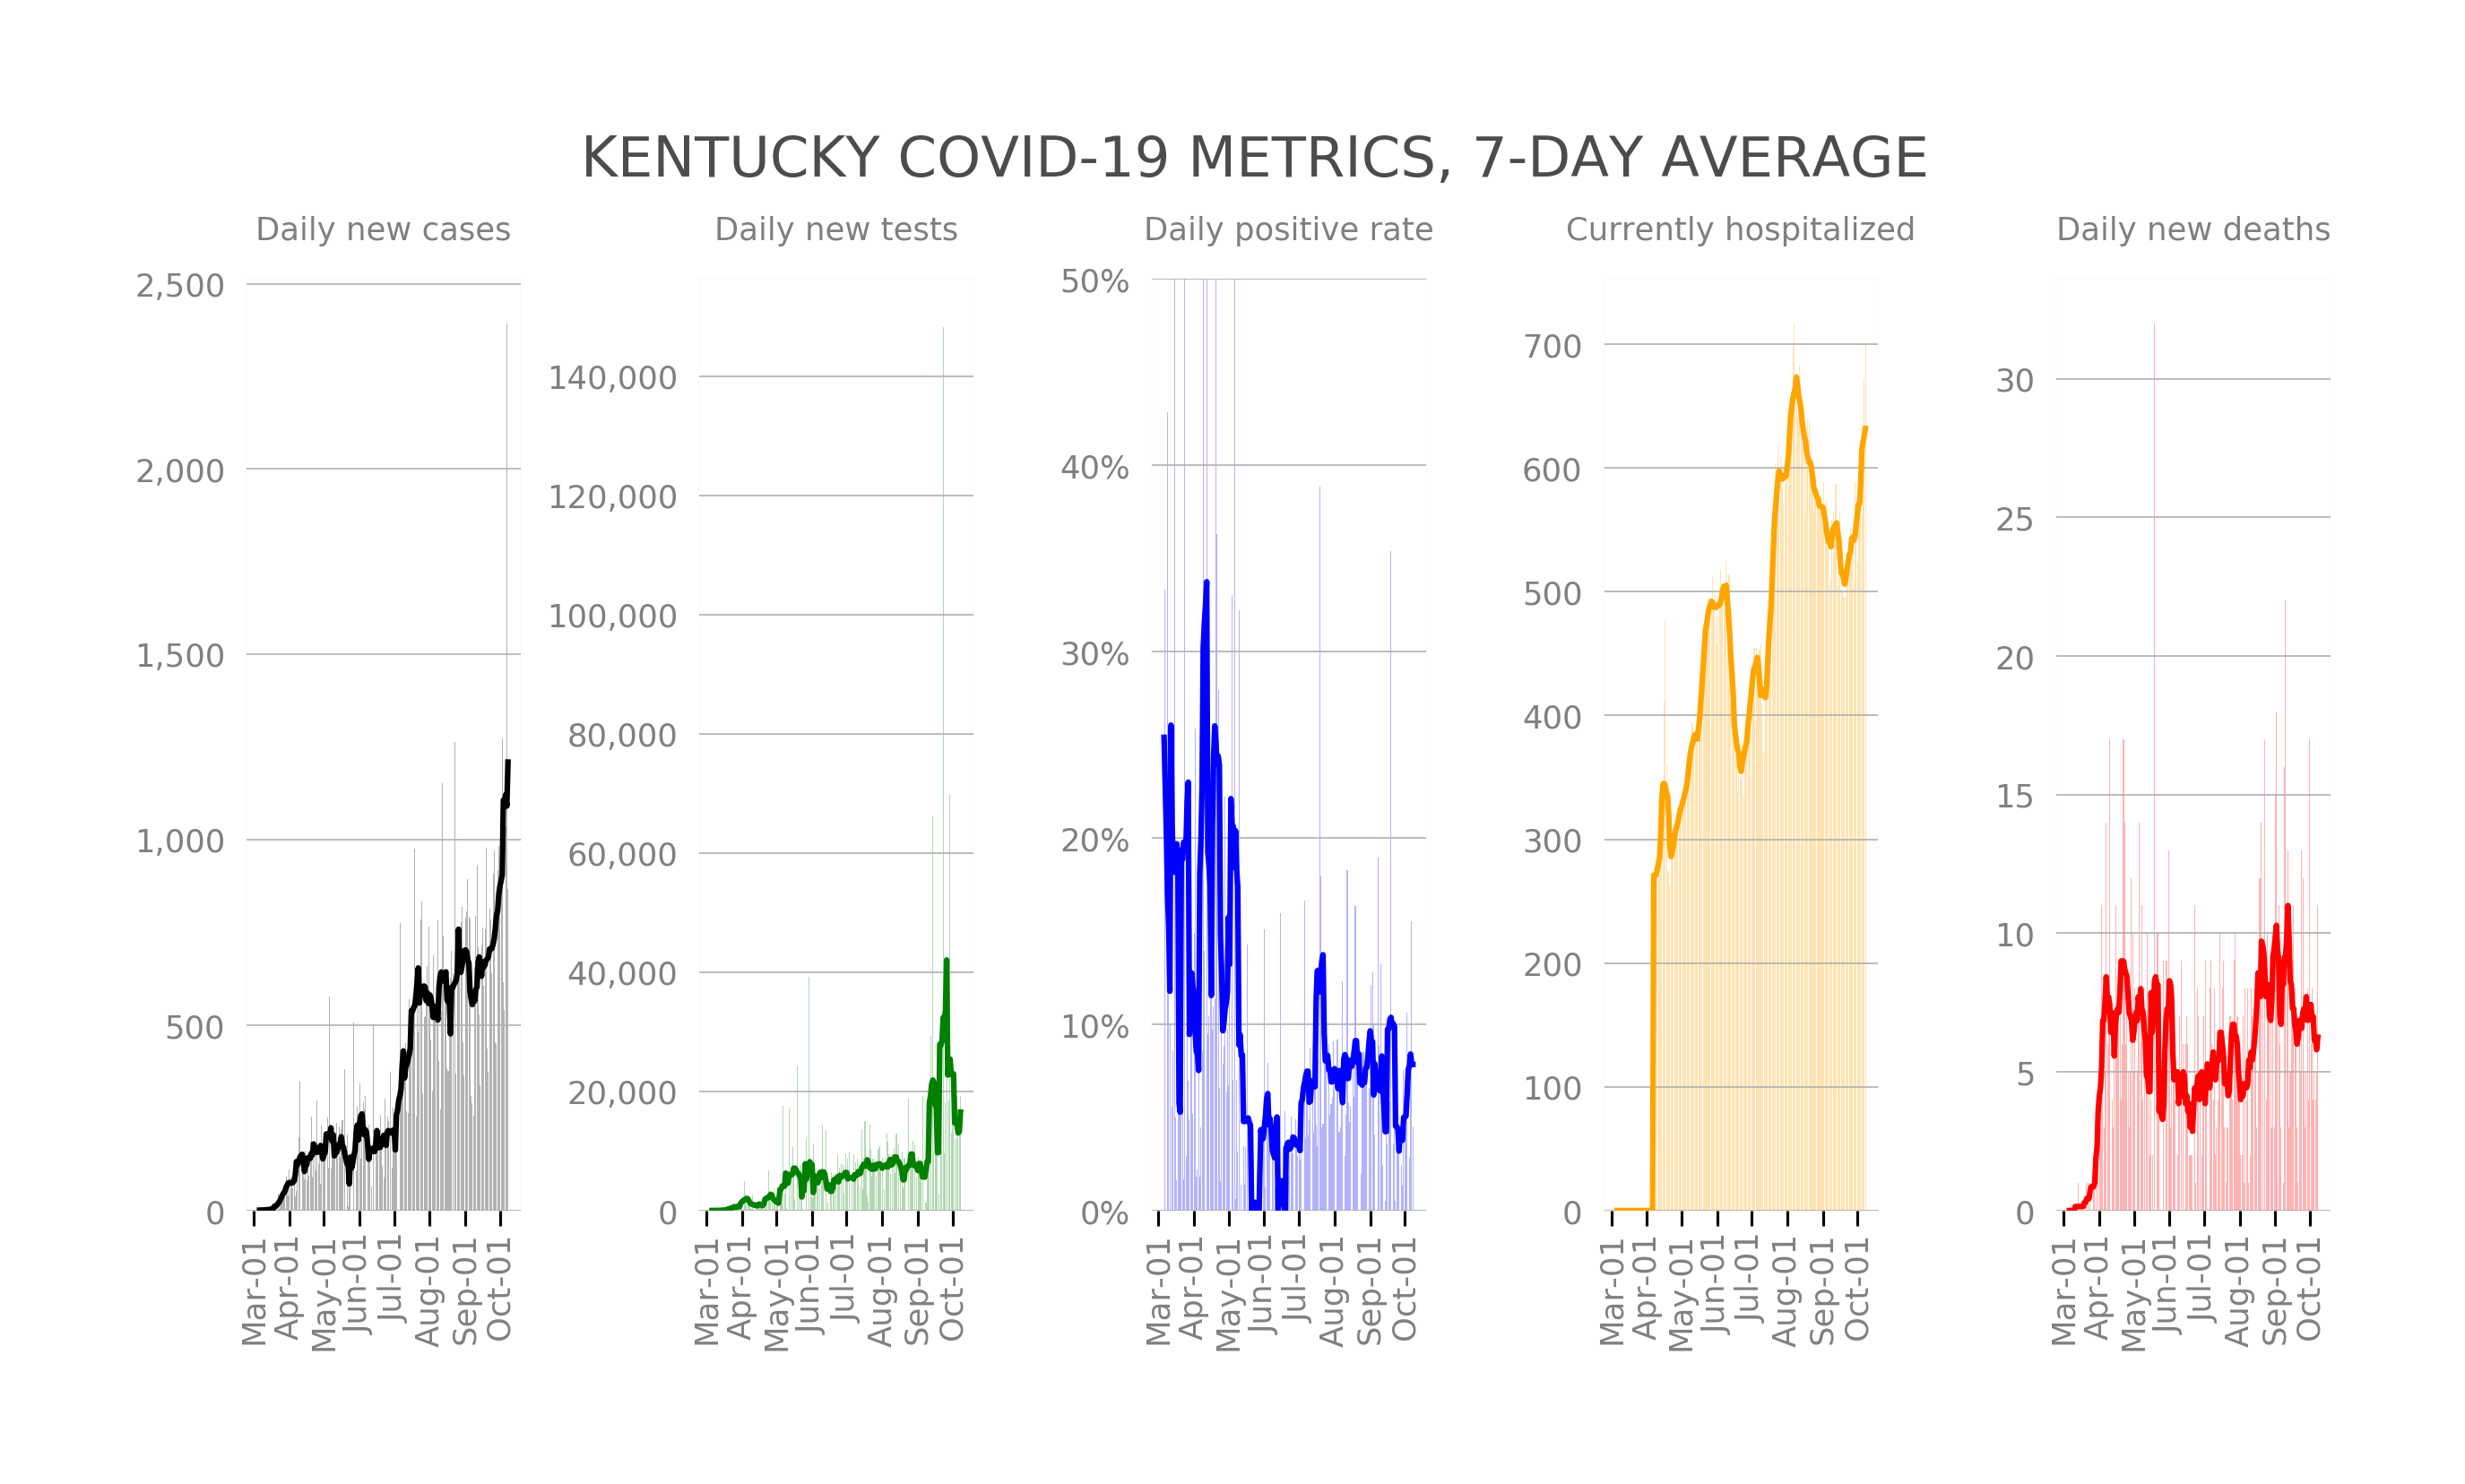 KENTUCKY COVID-19 METRICS, 7-DAY AVERAGE
Daily new cases
2,500
2,000
1,500
1,000
500
0
Mar-01
Apr-01
May-01
Jun-01
Jul-01
Aug-01
Sep-01
Oct-01
Daily new tests
140,000
120,000
100,000
80,000
60,000
40,000
20,000
0
Mar-01
Apr-01
May-01
Jun-01
Jul-01
Aug-01
Sep-01
Oct-01
Daily positive rate
50%
40%
30%
20%
10%
0%
Mar-01
Apr-01
May-01
Jun-01
Jul-01
Aug-01
Sep-01
Oct-01
Currently hospitalized
700
600
500
400
300
200
100
0
Mar-01
Apr-01
May-01
Jun-01
Jul-01
Aug-01
Sep-01
Oct-01
Daily new deaths
30
25
20
15
10
5
0
Mar-01
Apr-01
May-01
Jun-01
Jul-01
Aug-01
Sep-01
Oct-01